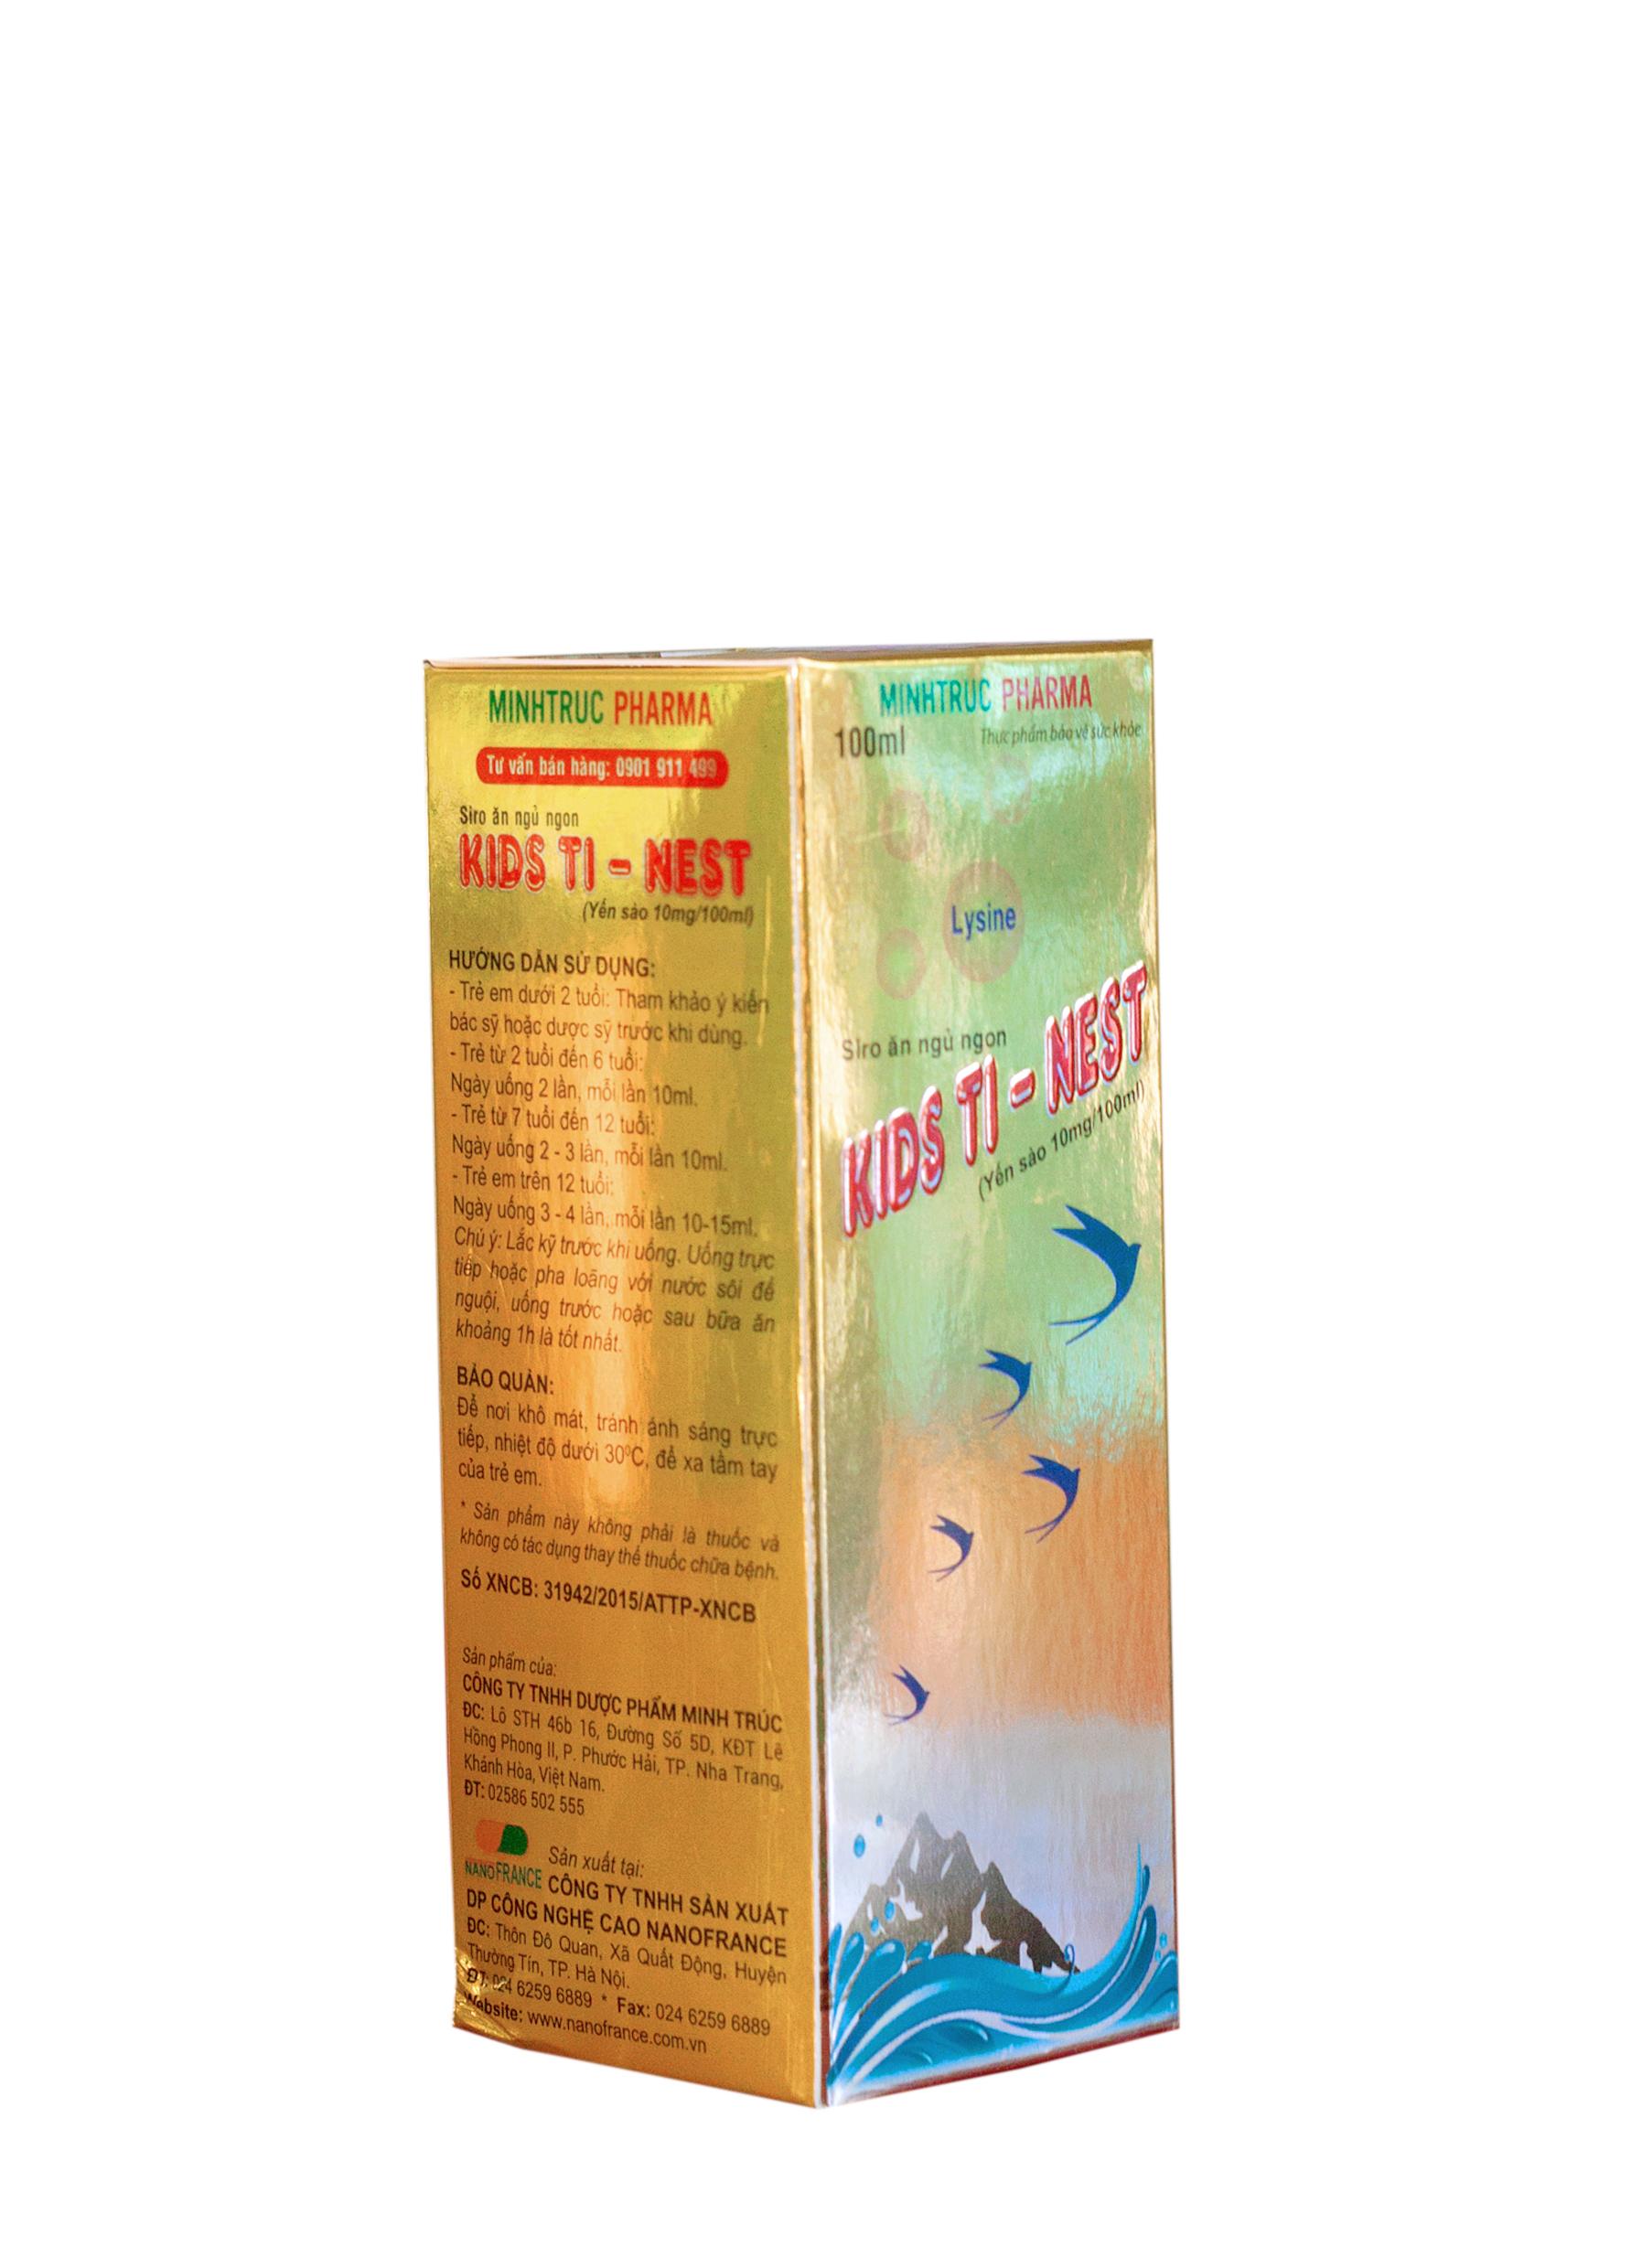 MINHTRUC PHARMA
Tư vấn bán hàng: 0901 911 499
Siro ăn ngủ ngon
KIDS TI - NEST
(Yến sào 10mg/100ml)
HƯỚNG DẪN SỬ DỤNG:
- Trẻ em dưới 2 tuổi: Tham khảo ý kiến
bác sỹ hoặc dược sỹ trước khi dùng.
- Trẻ từ 2 tuổi đến 6 tuổi:
Ngày uống 2 lần, mỗi lần 10ml.
- Trẻ từ 7 tuổi đến 12 tuổi:
Ngày uống 2 - 3 lần, mỗi lần 10ml.
- Trẻ em trên 12 tuổi:
Ngày uống 3 - 4 lần, mỗi lần 10-15ml.
Chú ý: Lắc kỹ trước khi uống. Uống trực
tiếp hoặc pha loãng với nước sôi để
nguội, uống trước hoặc sau bữa ăn
khoảng 1h là tốt nhất.
BẢO QUẢN:
Để nơi khô mát, tránh ánh sáng trực
tiếp, nhiệt độ dưới 30ºC, để xa tầm tay
của trẻ em.
* Sản phẩm này không phải là thuốc và
không có tác dụng thay thế thuốc chữa bệnh.
Số XNCB: 31942/2015/ATTP-XNCB
Sản phẩm của:
CÔNG TY TNHH DƯỢC PHẨM MINH TRÚC
ĐC: Lô STH 46b 16, Đường Số 5D, KĐT Lê
Hồng Phong II, P. Phước Hải, TP. Nha Trang,
Khánh Hòa, Việt Nam.
ĐT: 02586 502 555
NANOFRANCE
Sản xuất tại:
CÔNG TY TNHH SẢN XUẤT
DP CÔNG NGHỆ CAO NANOFRANCE
ĐC: Thôn Đô Quan, Xã Quất Động, Huyện
Thường Tín, TP. Hà Nội.
ĐT: 024 6259 6889 * Fax: 024 6259 6889
Website: www.nanofrance.com.vn
MINHTRUC PHARMA
100ml
Thực phẩm bảo vệ sức khỏe
Lysine
Siro ăn ngủ ngon
KIDS TI - NEST
(Yến sào 10mg/100ml)